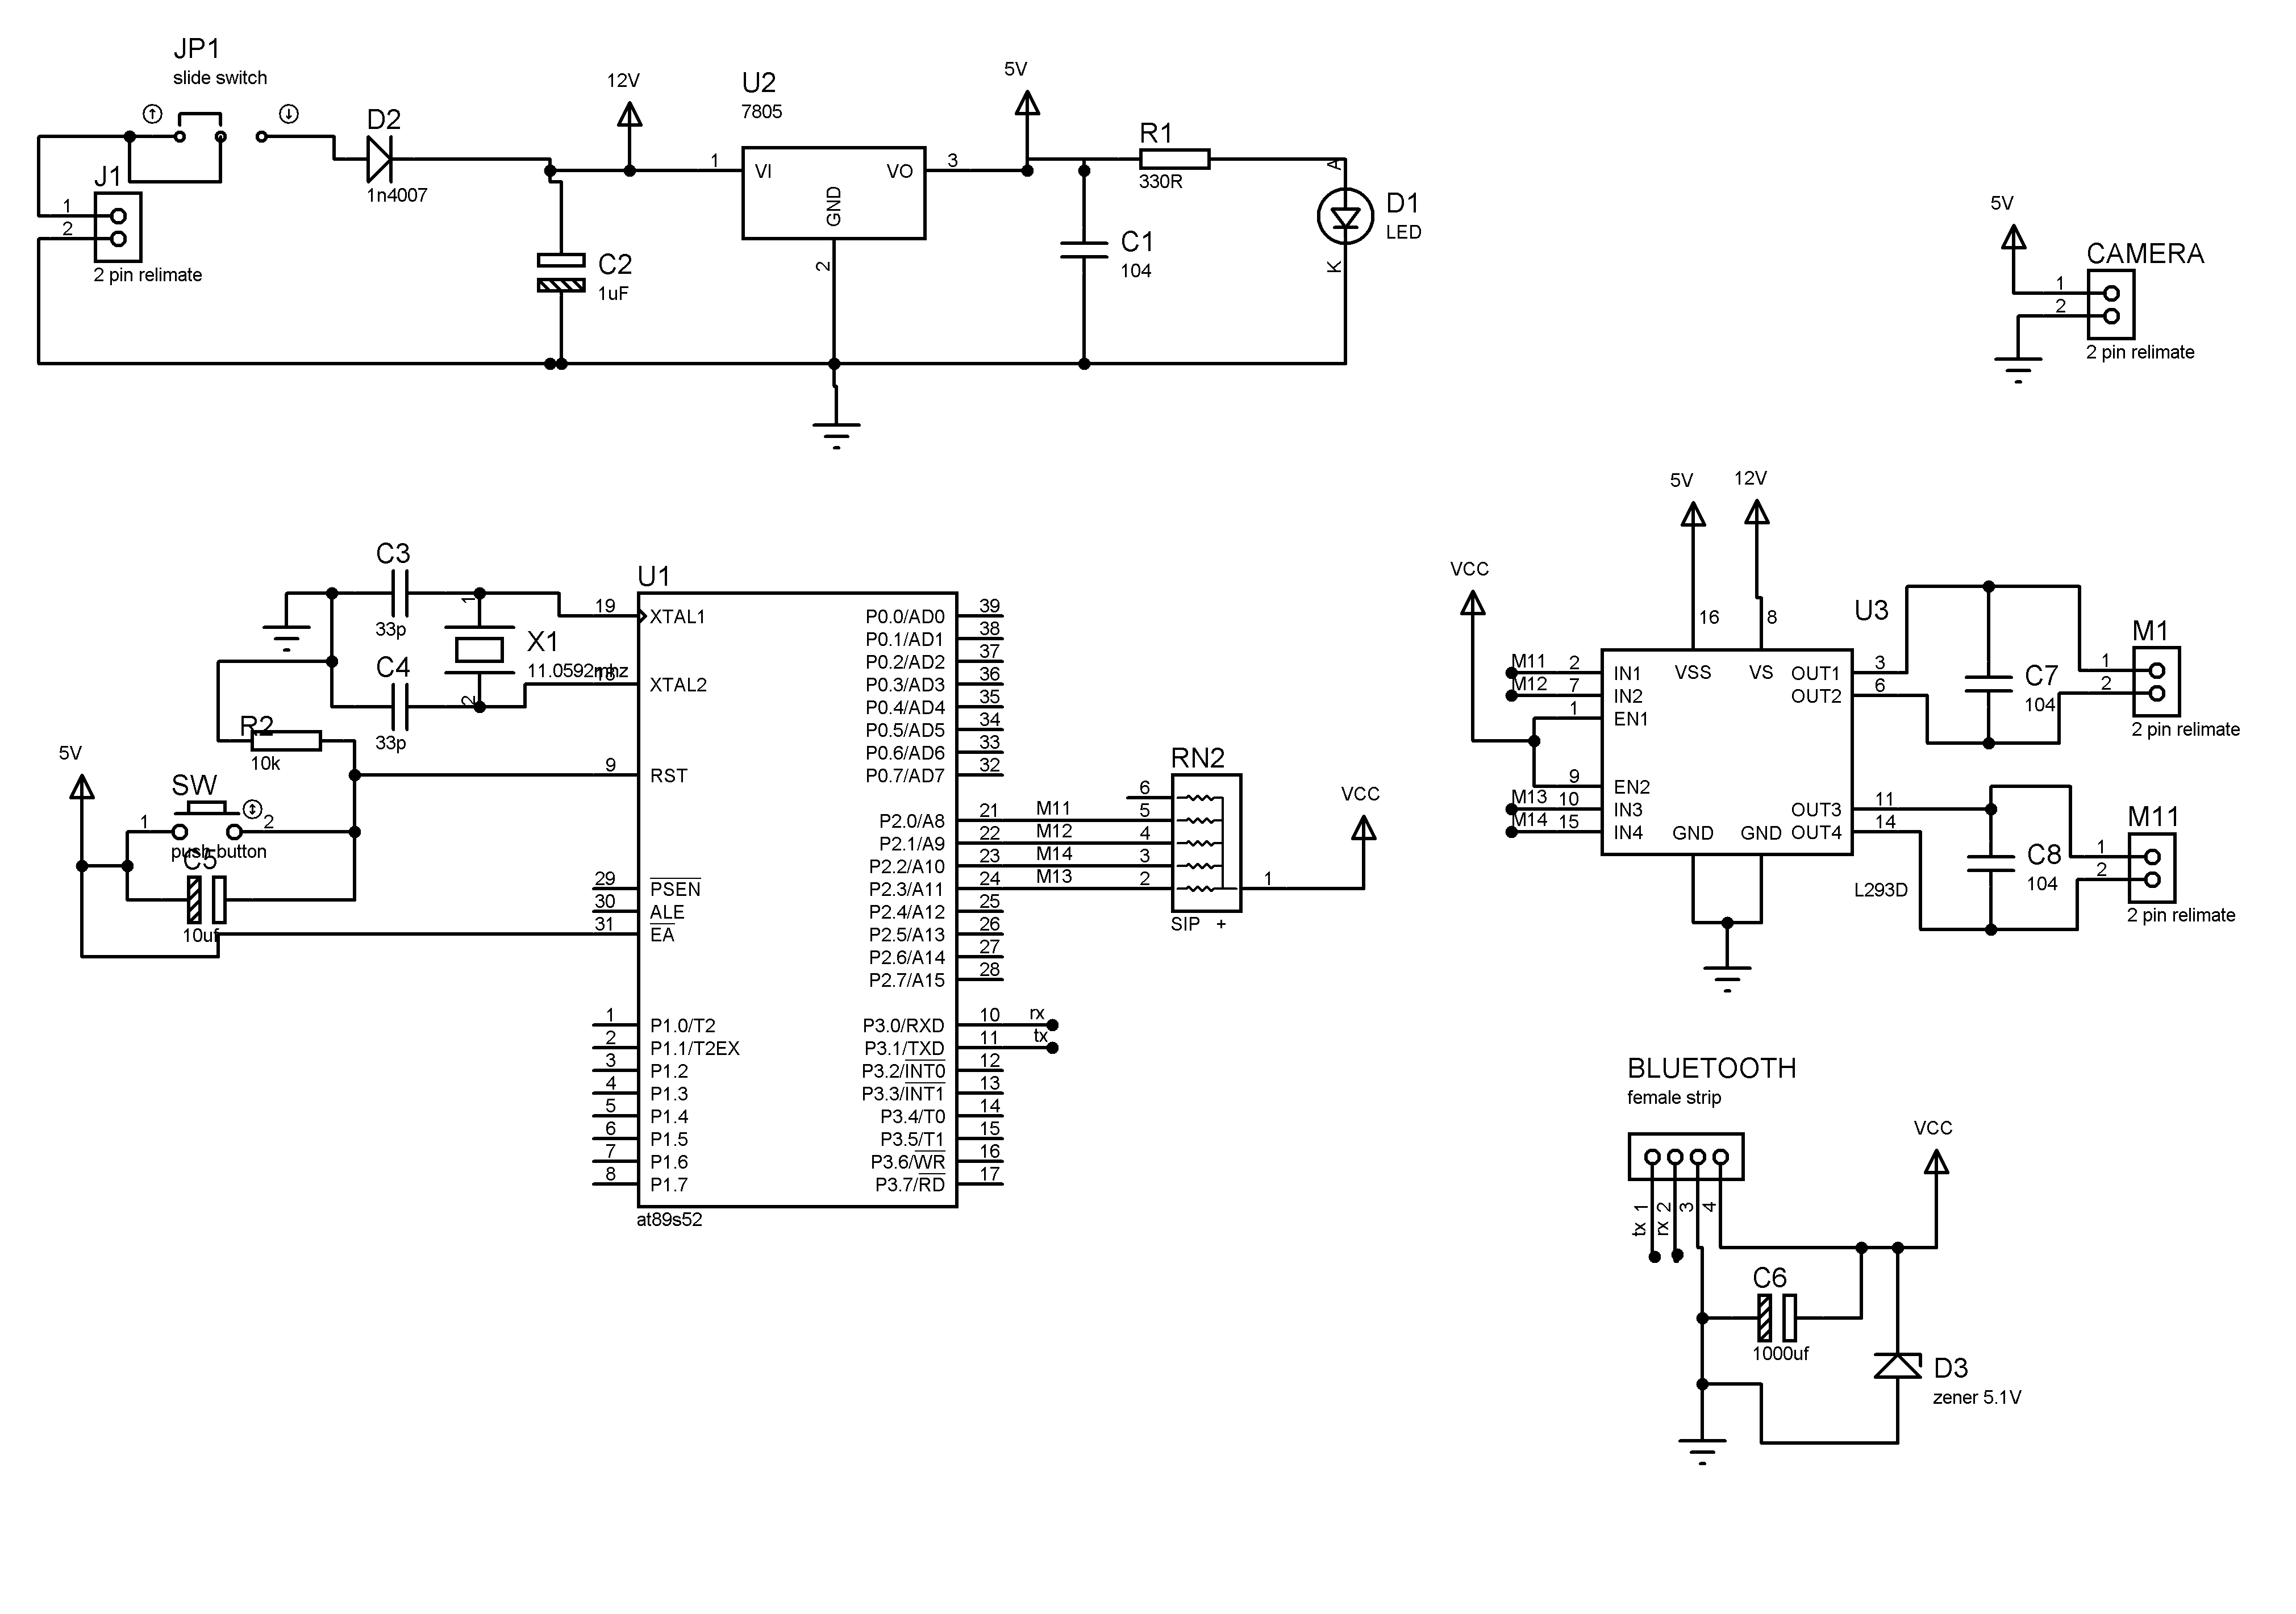 JP1
slide switch
J1
1
2
2 pin relimate
D2
1n4007
12V
C2
1uF
U2
7805
1
VI
VO
3
GND
2
5V
R1
330R
C1
104
A
D1
LED
K
5V
CAMERA
1
2
2 pin relimate
C3
33p
C4
33p
1
X1
11.0592mhz
2
R2
10k
5V
SW
1
2
push button
C5
10uf
U1
19
XTAL1
18
XTAL2
9
RST
29
PSEN
30
ALE
31
EA
1
P1.0/T2
2
P1.1/T2EX
3
P1.2
4
P1.3
5
P1.4
6
P1.5
7
P1.6
8
P1.7
P0.0/AD0
39
P0.1/AD1
38
P0.2/AD2
37
P0.3/AD3
36
P0.4/AD4
35
P0.5/AD5
34
P0.6/AD6
33
P0.7/AD7
32
P2.0/A8
21
M11
P2.1/A9
22
M12
P2.2/A10
23
M14
P2.3/A11
24
M13
P2.4/A12
25
P2.5/A13
26
P2.6/A14
27
P2.7/A15
28
P3.0/RXD
10
rx
P3.1/TXD
11
tx
P3.2/INT0
12
P3.3/INT1
13
P3.4/T0
14
P3.5/T1
15
P3.6/WR
16
P3.7/RD
17
at89s52
RN2
6
5
4
3
2
1
SIP +
VCC
VCC
5V
12V
16
8
U3
M11
2
IN1
M12
7
IN2
1
EN1
9
EN2
M13
10
IN3
M14
15
IN4
VSS
VS
OUT1
3
OUT2
6
OUT3
11
OUT4
14
GND
GND
L293D
C7
104
M1
1
2
2 pin relimate
C8
104
M11
1
2
2 pin relimate
BLUETOOTH
female strip
tx 1
rx 2
3
4
VCC
C6
1000uf
D3
zener 5.1V